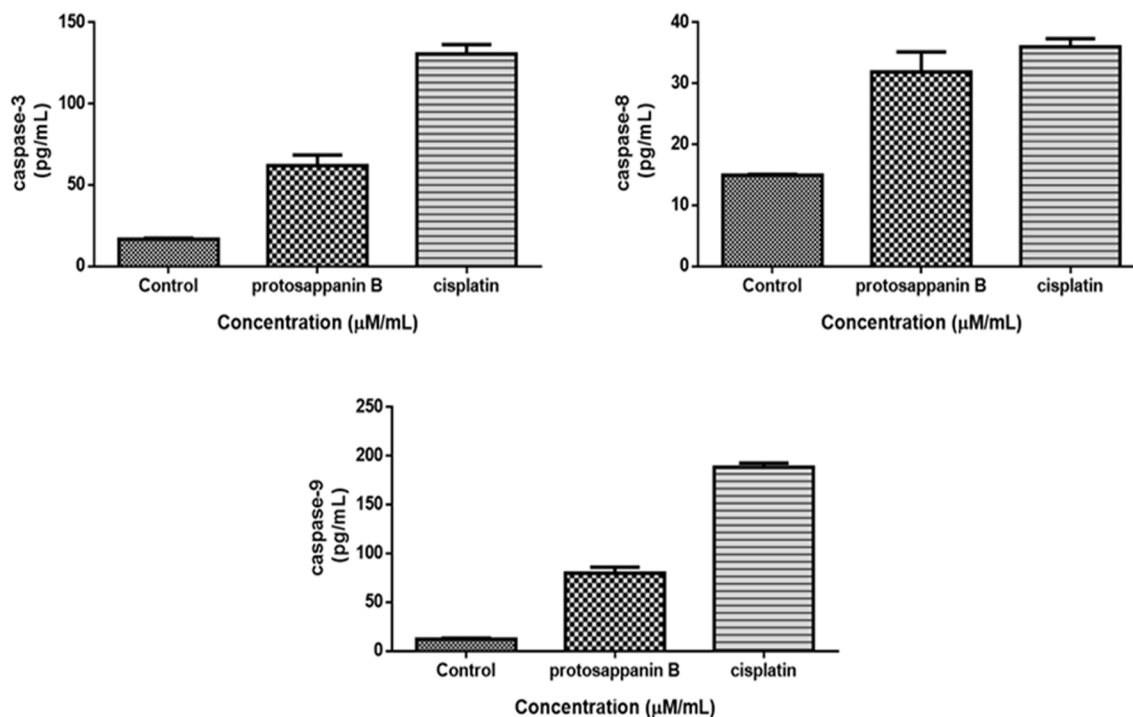 caspase-3
(pg/mL)
150
100
50
0
Control protosappanin B cisplatin
Concentration (μM/mL)
caspase-8
(pg/mL)
40
30
20
10
0
Control protosappanin B cisplatin
Concentration (μM/mL)
caspase-9
(pg/mL)
250
200
150
100
50
0
Control protosappanin B cisplatin
Concentration (μM/mL)